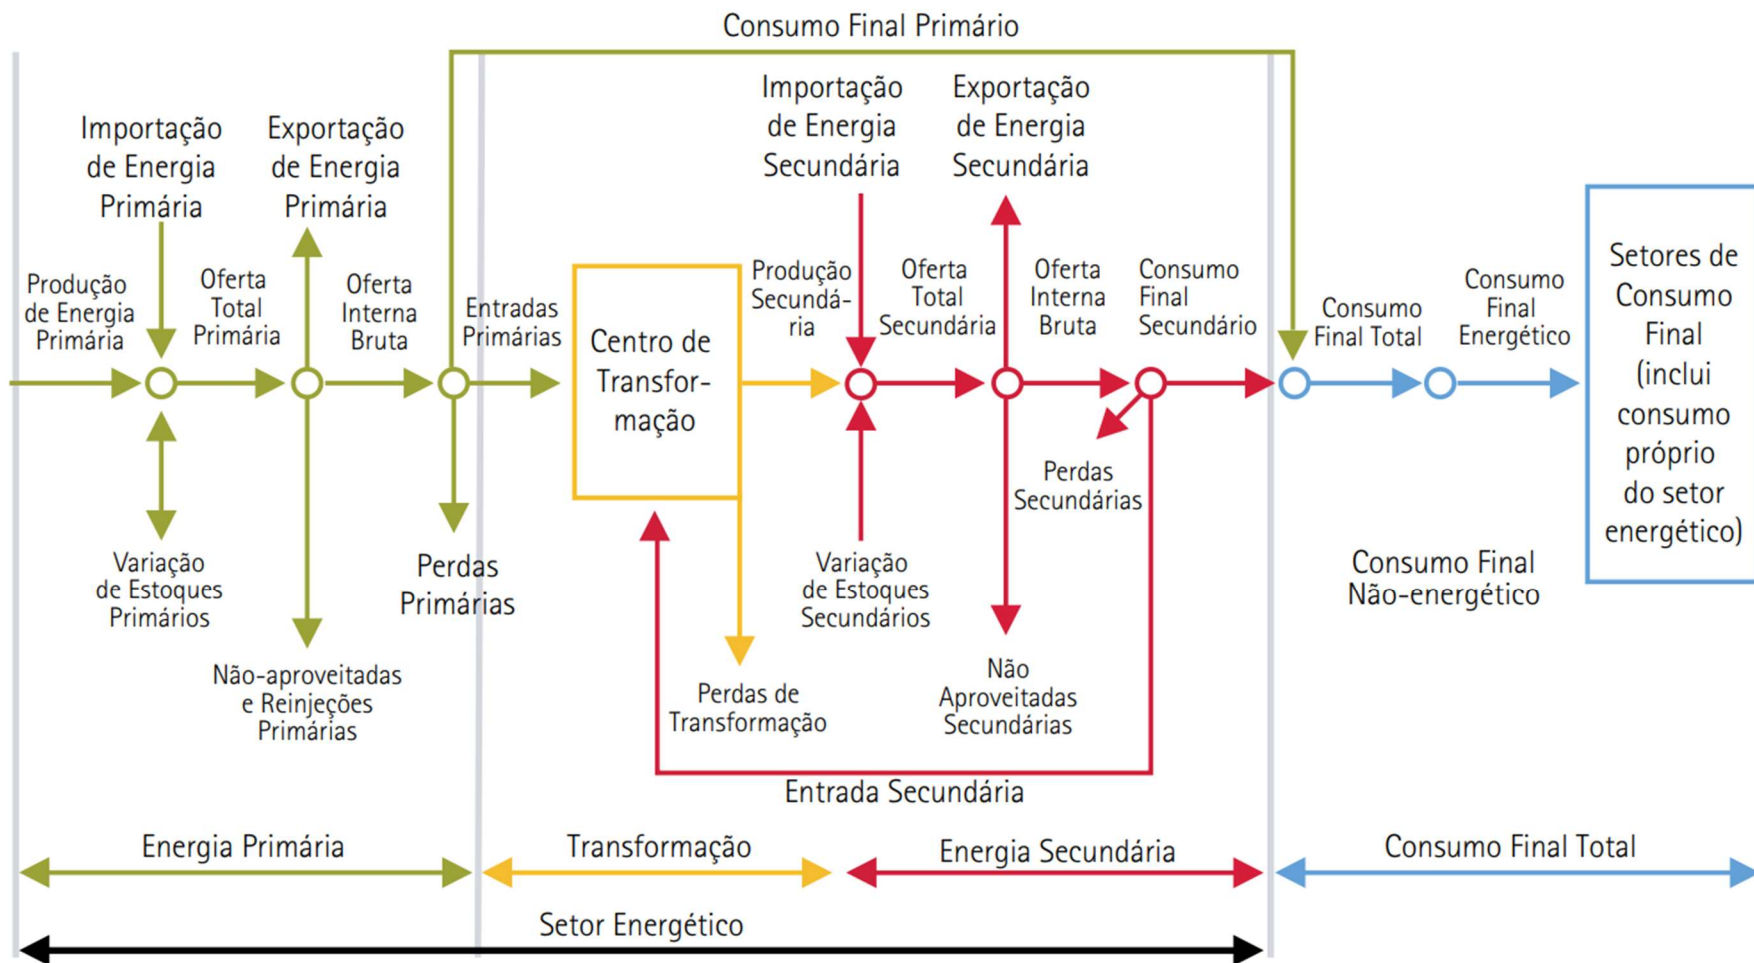 Consumo Final Primário
Importação
de Energia
Primária
Exportação
de Energia
Primária
Importação
de Energia
Secundária
Exportação
de Energia
Secundária
Produção
de Energia
Primária
Oferta
Total
Primária
Oferta
Interna
Bruta
Entradas
Primárias
Centro de
Transfor-
mação
Produção
Secundá-
ria
Oferta
Total
Secundária
Oferta
Interna
Bruta
Consumo
Final
Secundário
Consumo
Final Total
Consumo
Final
Energético
Setores de
Consumo
Final
(inclui
consumo
próprio
do setor
energético)
Variação
de Estoques
Primários
Não-aproveitadas
e Reinjeções
Primárias
Perdas
Primárias
Perdas de
Transformação
Variação
de Estoques
Secundários
Não
Aproveitadas
Secundárias
Perdas
Secundárias
Consumo Final
Não-energético
Entrada Secundária
Energia Primária
Transformação
Energia Secundária
Consumo Final Total
Setor Energético